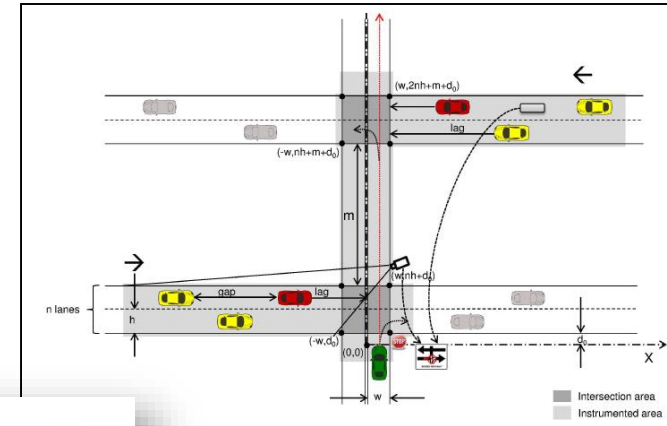 (w,2nh+m+d₀)
lag
(-w,nh+m+d₀)
m
(w,nh+d₀)
gap
lag
n lanes
h
(-w,d₀)
(0,0)
STOP
d₀
X
w
Intersection area
Instrumented area